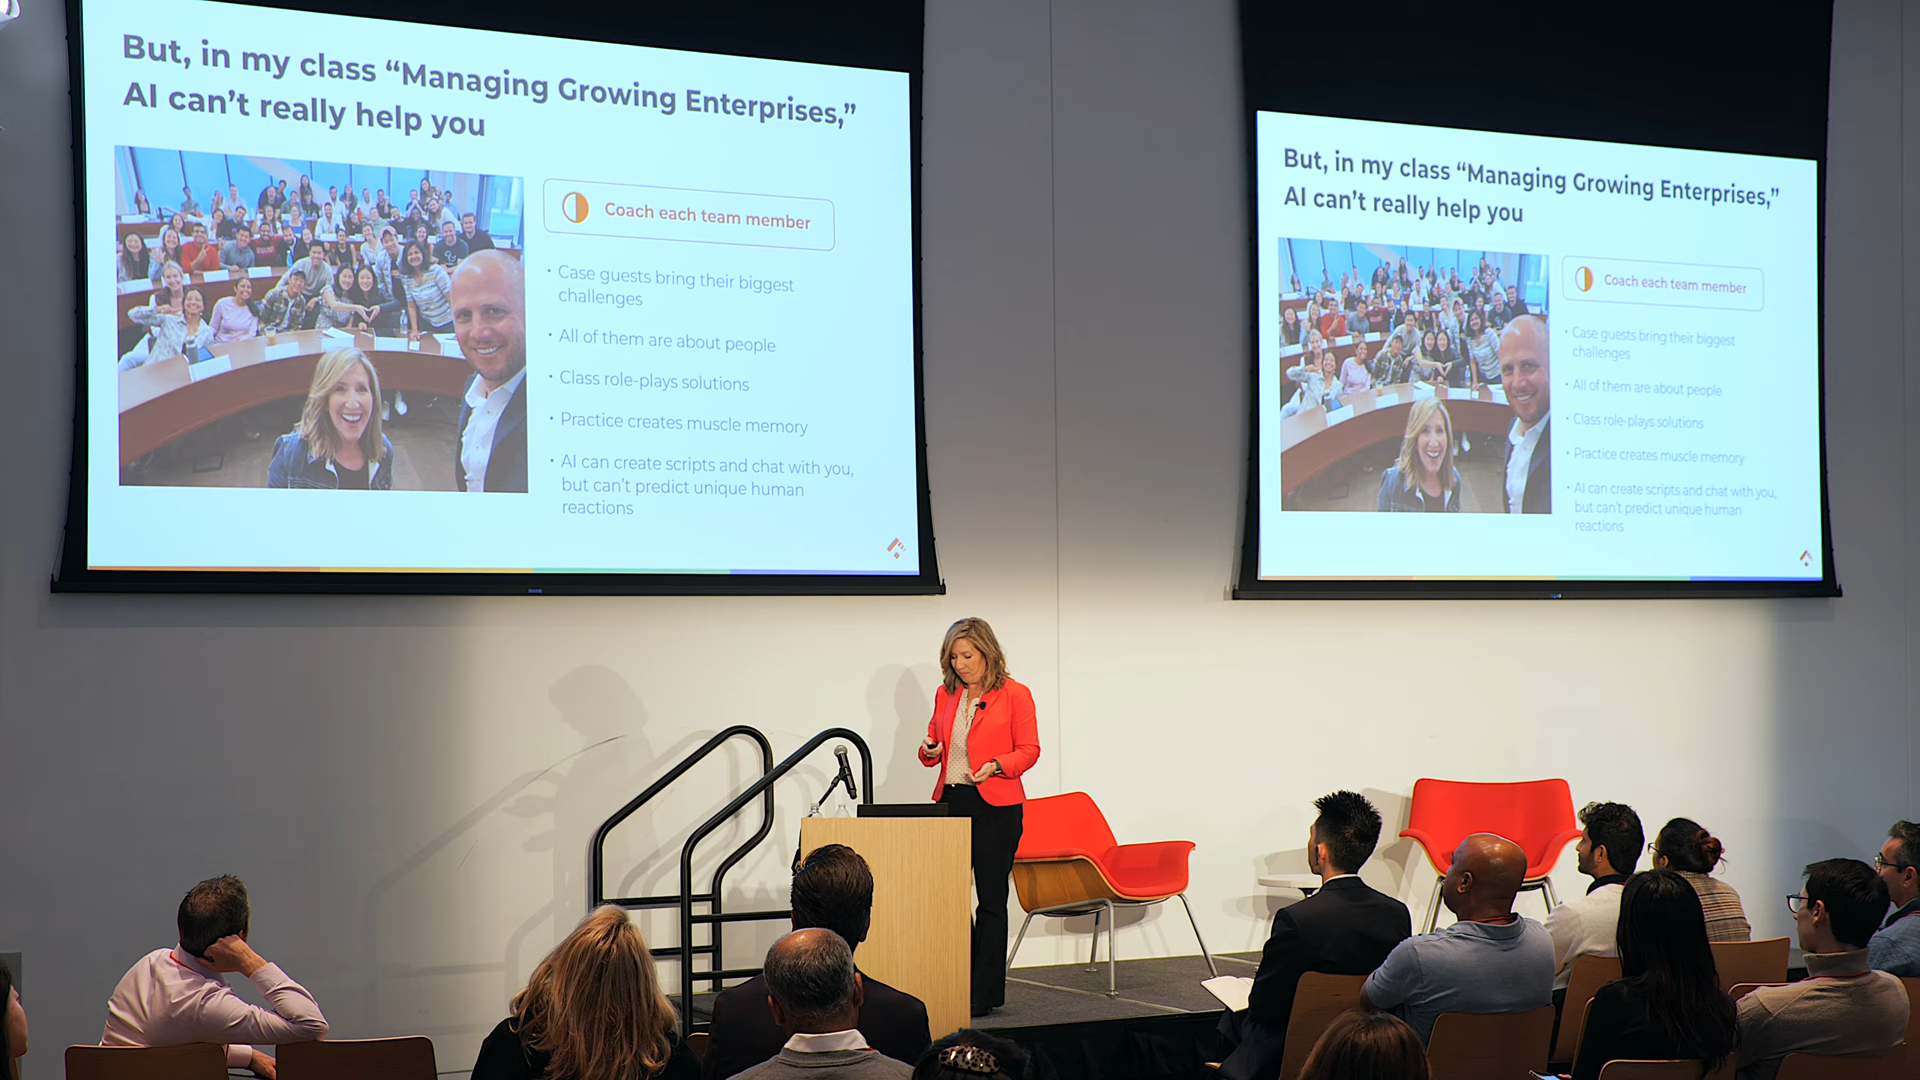 But, in my class “Managing Growing Enterprises,”
AI can’t really help you
Coach each team member
• Case guests bring their biggest
challenges
• All of them are about people
• Class role-plays solutions
• Practice creates muscle memory
• AI can create scripts and chat with you,
but can’t predict unique human
reactions
But, in my class “Managing Growing Enterprises,”
AI can’t really help you
Coach each team member
• Case guests bring their biggest
challenges
• All of them are about people
• Class role-plays solutions
• Practice creates muscle memory
• AI can create scripts and chat with you,
but can’t predict unique human
reactions